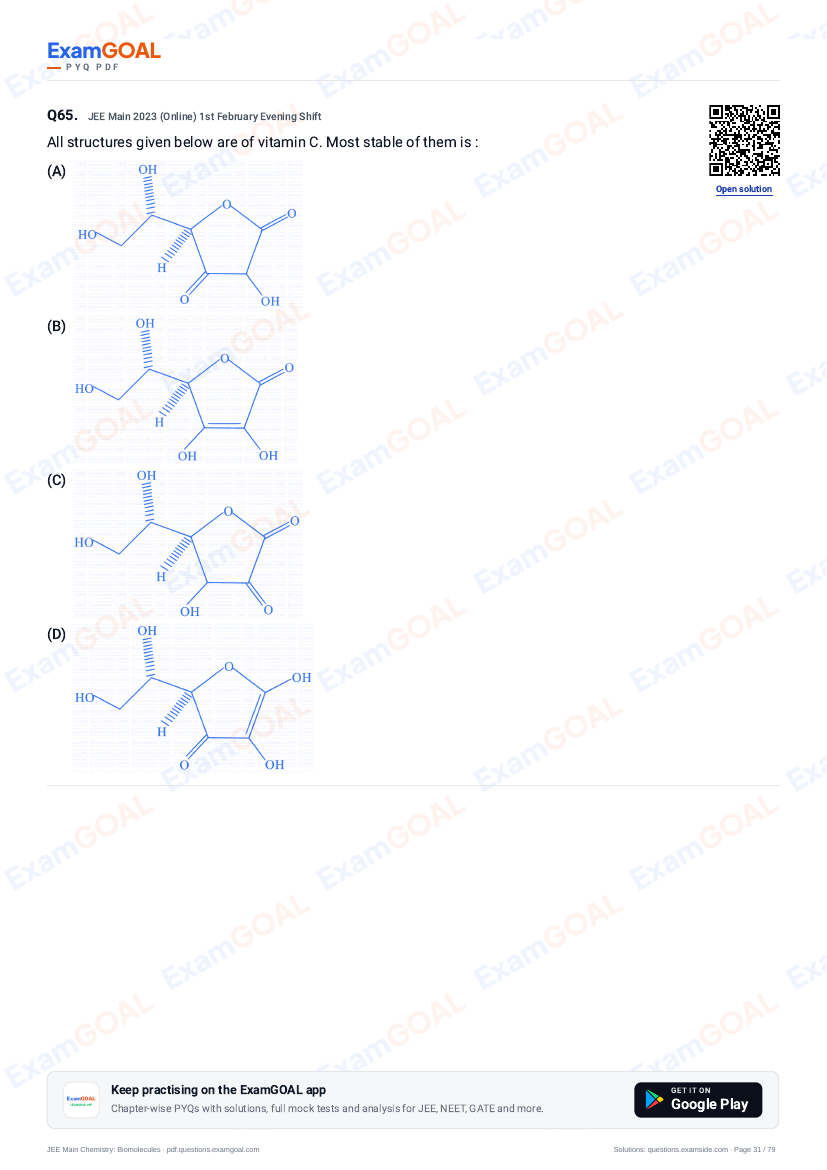 ExamGOAL
PYQ PDF
Q65. JEE Main 2023 (Online) 1st February Evening Shift
All structures given below are of vitamin C. Most stable of them is :
Open solution
(A)
OH
O
O
HO
H
O
OH
(B)
OH
O
O
HO
H
OH
OH
(C)
OH
O
O
HO
H
OH
O
(D)
OH
O
OH
HO
H
O
OH
Keep practising on the ExamGOAL app
Chapter-wise PYQs with solutions, full mock tests and analysis for JEE, NEET, GATE and more.
GET IT ON
Google Play
JEE Main Chemistry: Biomolecules · pdf.questions.examgoal.com
Solutions: questions.examside.com · Page 31 / 79